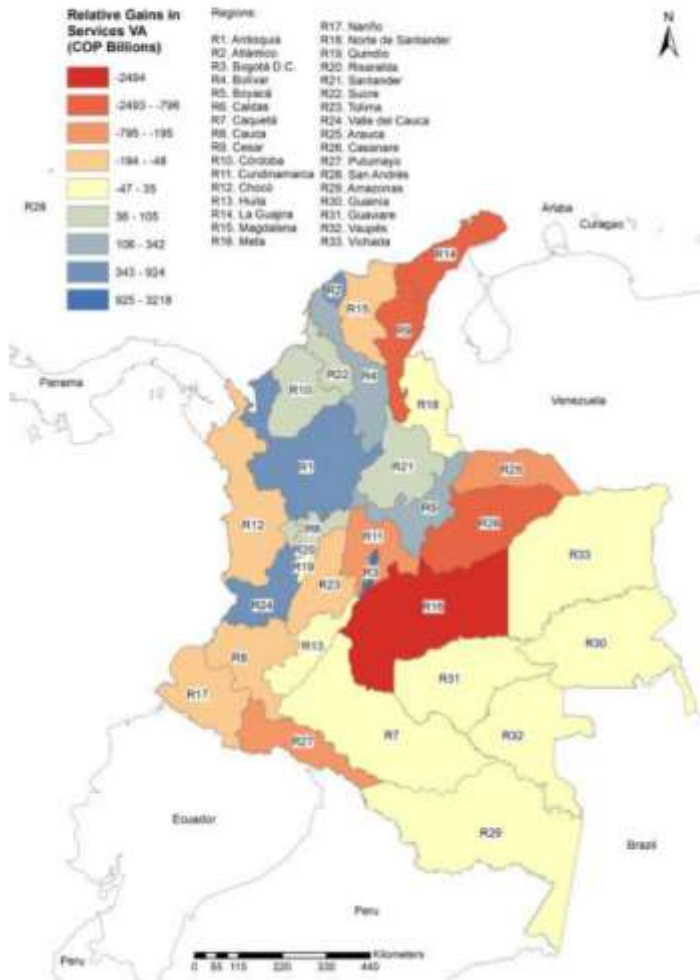 Relative Gains in
Services VA
(COP Billions)
-2494
-2493 - -796
-795 - -195
-194 - -48
-47 - 35
36 - 105
106 - 342
343 - 924
925 - 3218
Regions:
R1. Antioquia
R2. Atlántico
R3. Bogotá D.C.
R4. Bolívar
R5. Boyacá
R6. Caldas
R7. Caquetá
R8. Cauca
R9. Cesar
R10. Córdoba
R11. Cundinamarca
R12. Chocó
R13. Huila
R14. La Guajira
R15. Magdalena
R16. Meta
R17. Nariño
R18. Norte de Santander
R19. Quindío
R20. Risaralda
R21. Santander
R22. Sucre
R23. Tolima
R24. Valle del Cauca
R25. Arauca
R26. Casanare
R27. Putumayo
R28. San Andrés
R29. Amazonas
R30. Guainía
R31. Guaviare
R32. Vaupés
R33. Vichada
N
R28
Aruba
Curaçao
R14
R2
R15
R9
Panama
R10
R22
R4
R18
Venezuela
R1
R21
R25
R5
R12
R6
R11
R26
R33
R20
R19
R3
R23
R24
R16
R13
R30
R8
R31
R17
R7
R32
R27
Ecuador
R29
Brazil
Peru
Peru
Kilometers
0 55 110 220 330 440